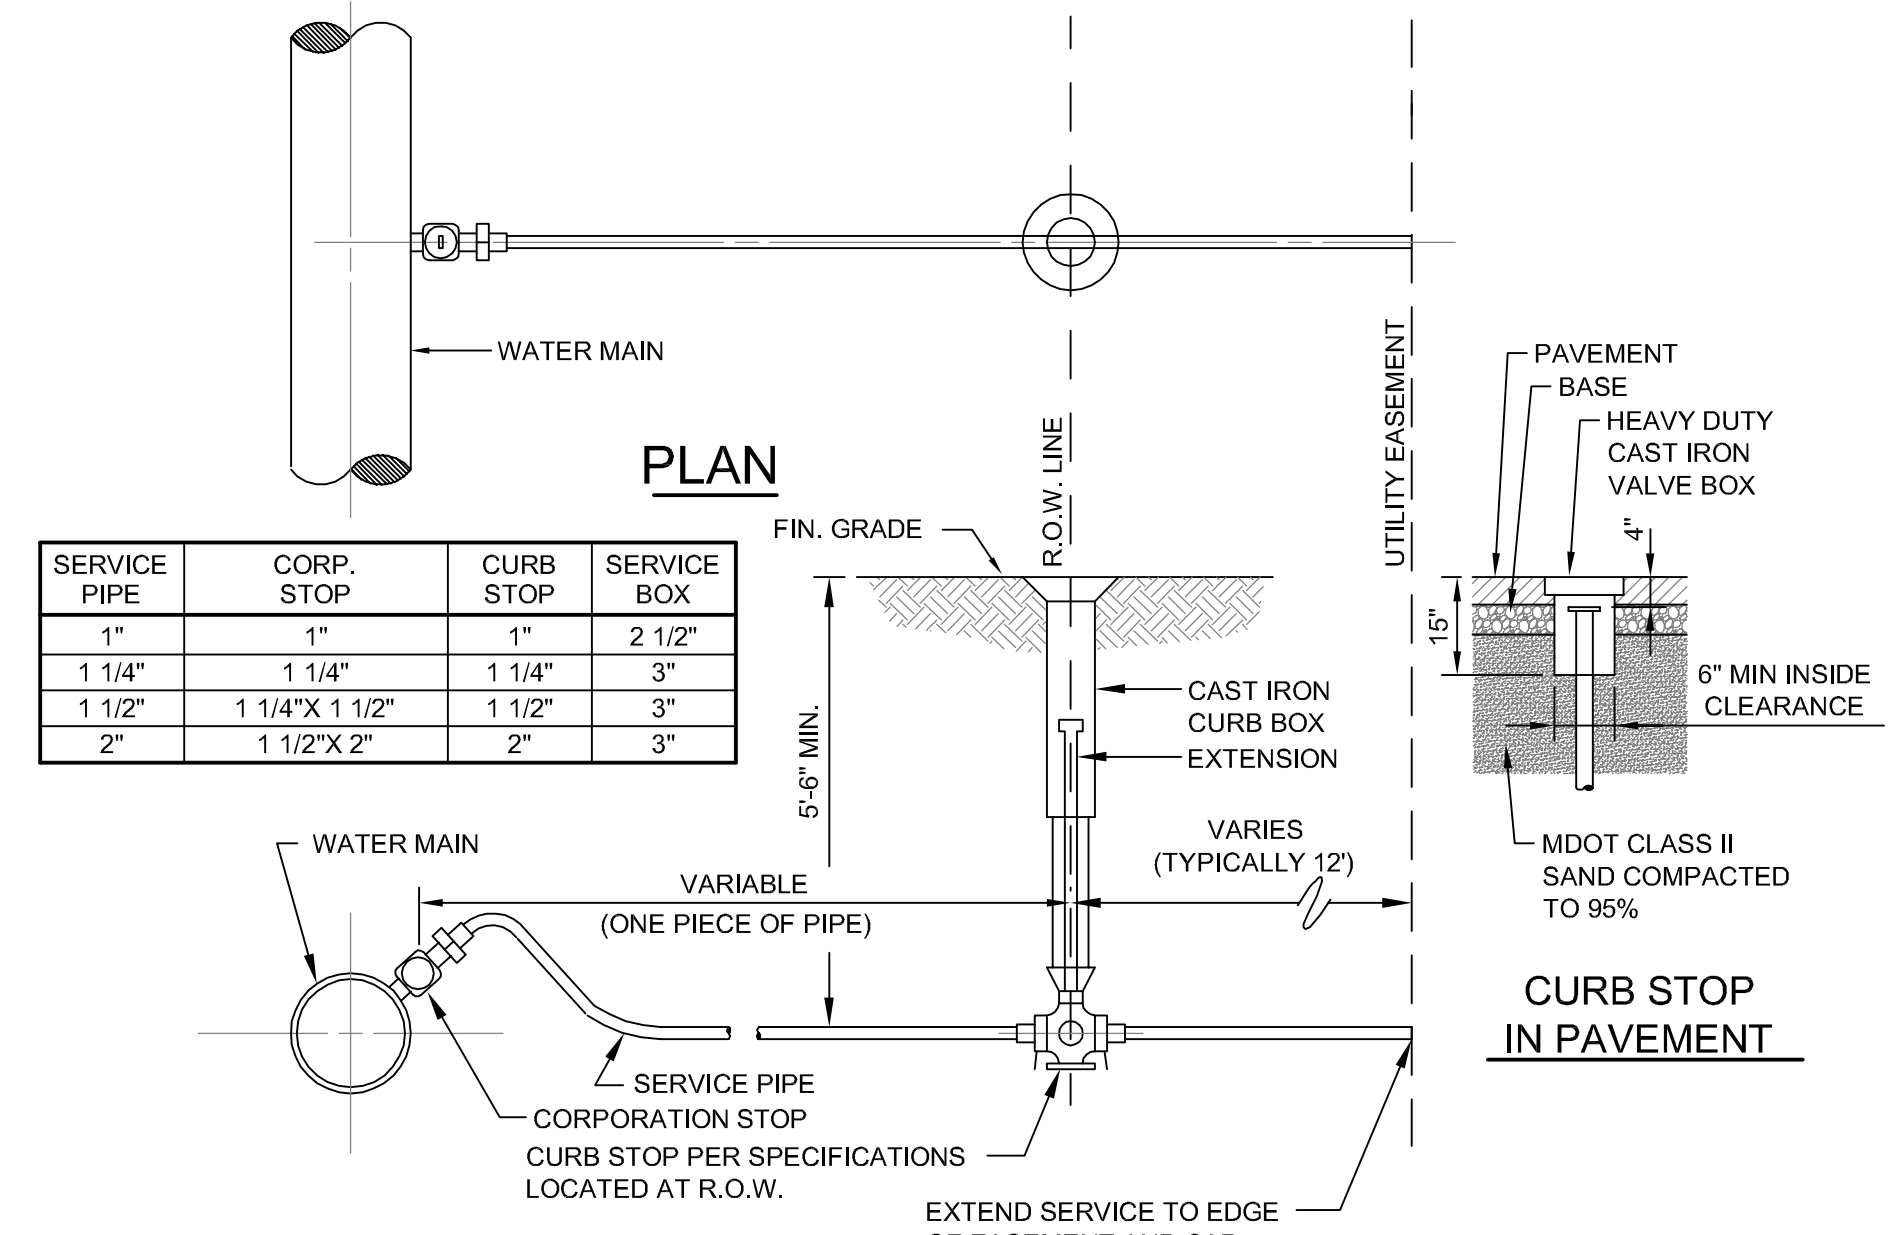 WATER MAIN
PLAN
R.O.W. LINE
UTILITY EASEMENT
PAVEMENT
BASE
HEAVY DUTY
CAST IRON
VALVE BOX
4"
15"
6" MIN INSIDE
CLEARANCE
MDOT CLASS II
SAND COMPACTED
TO 95%
CURB STOP
IN PAVEMENT
FIN. GRADE
SERVICE PIPE CORP. STOP CURB STOP SERVICE BOX
1" 1" 1" 2 1/2"
1 1/4" 1 1/4" 1 1/4" 3"
1 1/2" 1 1/4"X 1 1/2" 1 1/2" 3"
2" 1 1/2"X 2" 2" 3"
5'-6" MIN.
CAST IRON
CURB BOX
EXTENSION
VARIES
(TYPICALLY 12')
WATER MAIN
VARIABLE
(ONE PIECE OF PIPE)
SERVICE PIPE
CORPORATION STOP
CURB STOP PER SPECIFICATIONS
LOCATED AT R.O.W.
EXTEND SERVICE TO EDGE